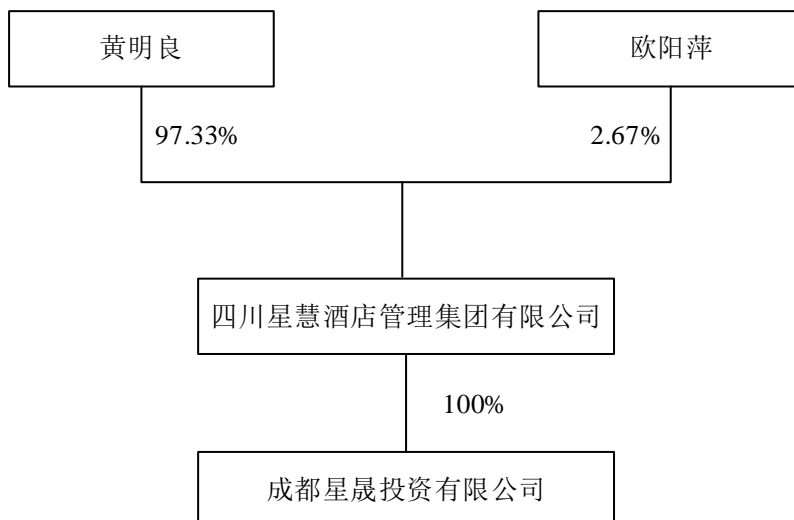 黄明良
欧阳萍
97.33%
2.67%
四川星慧酒店管理集团有限公司
100%
成都星晟投资有限公司